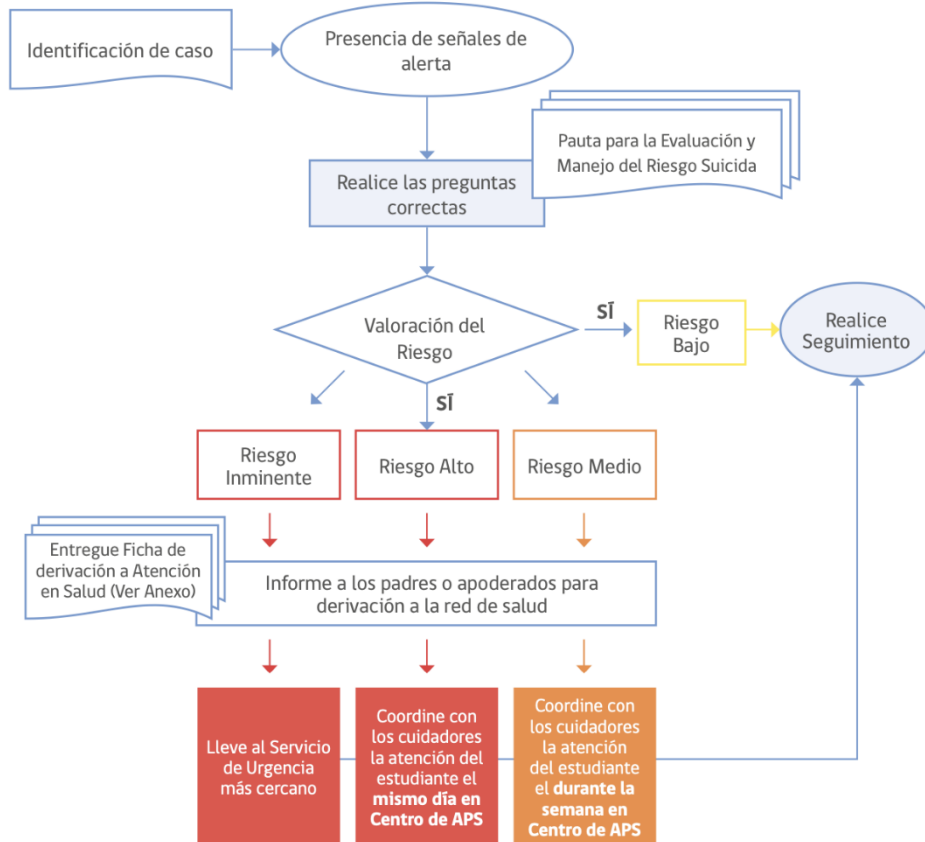 Identificación de caso
Presencia de señales de
alerta
Pauta para la Evaluación y
Manejo del Riesgo Suicida
Realice las preguntas
correctas
Valoración del
Riesgo
SÍ
Riesgo
Bajo
Realice
Seguimiento
SÍ
Riesgo
Inminente
Riesgo Alto
Riesgo Medio
Entregue Ficha de
derivación a Atención
en Salud (Ver Anexo)
Informe a los padres o apoderados para
derivación a la red de salud
Lleve al Servicio
de Urgencia
más cercano
Coordine con
los cuidadores
la atención del
estudiante el
mismo día en
Centro de APS
Coordine con
los cuidadores
la atención
del estudiante
el durante la
semana en
Centro de APS